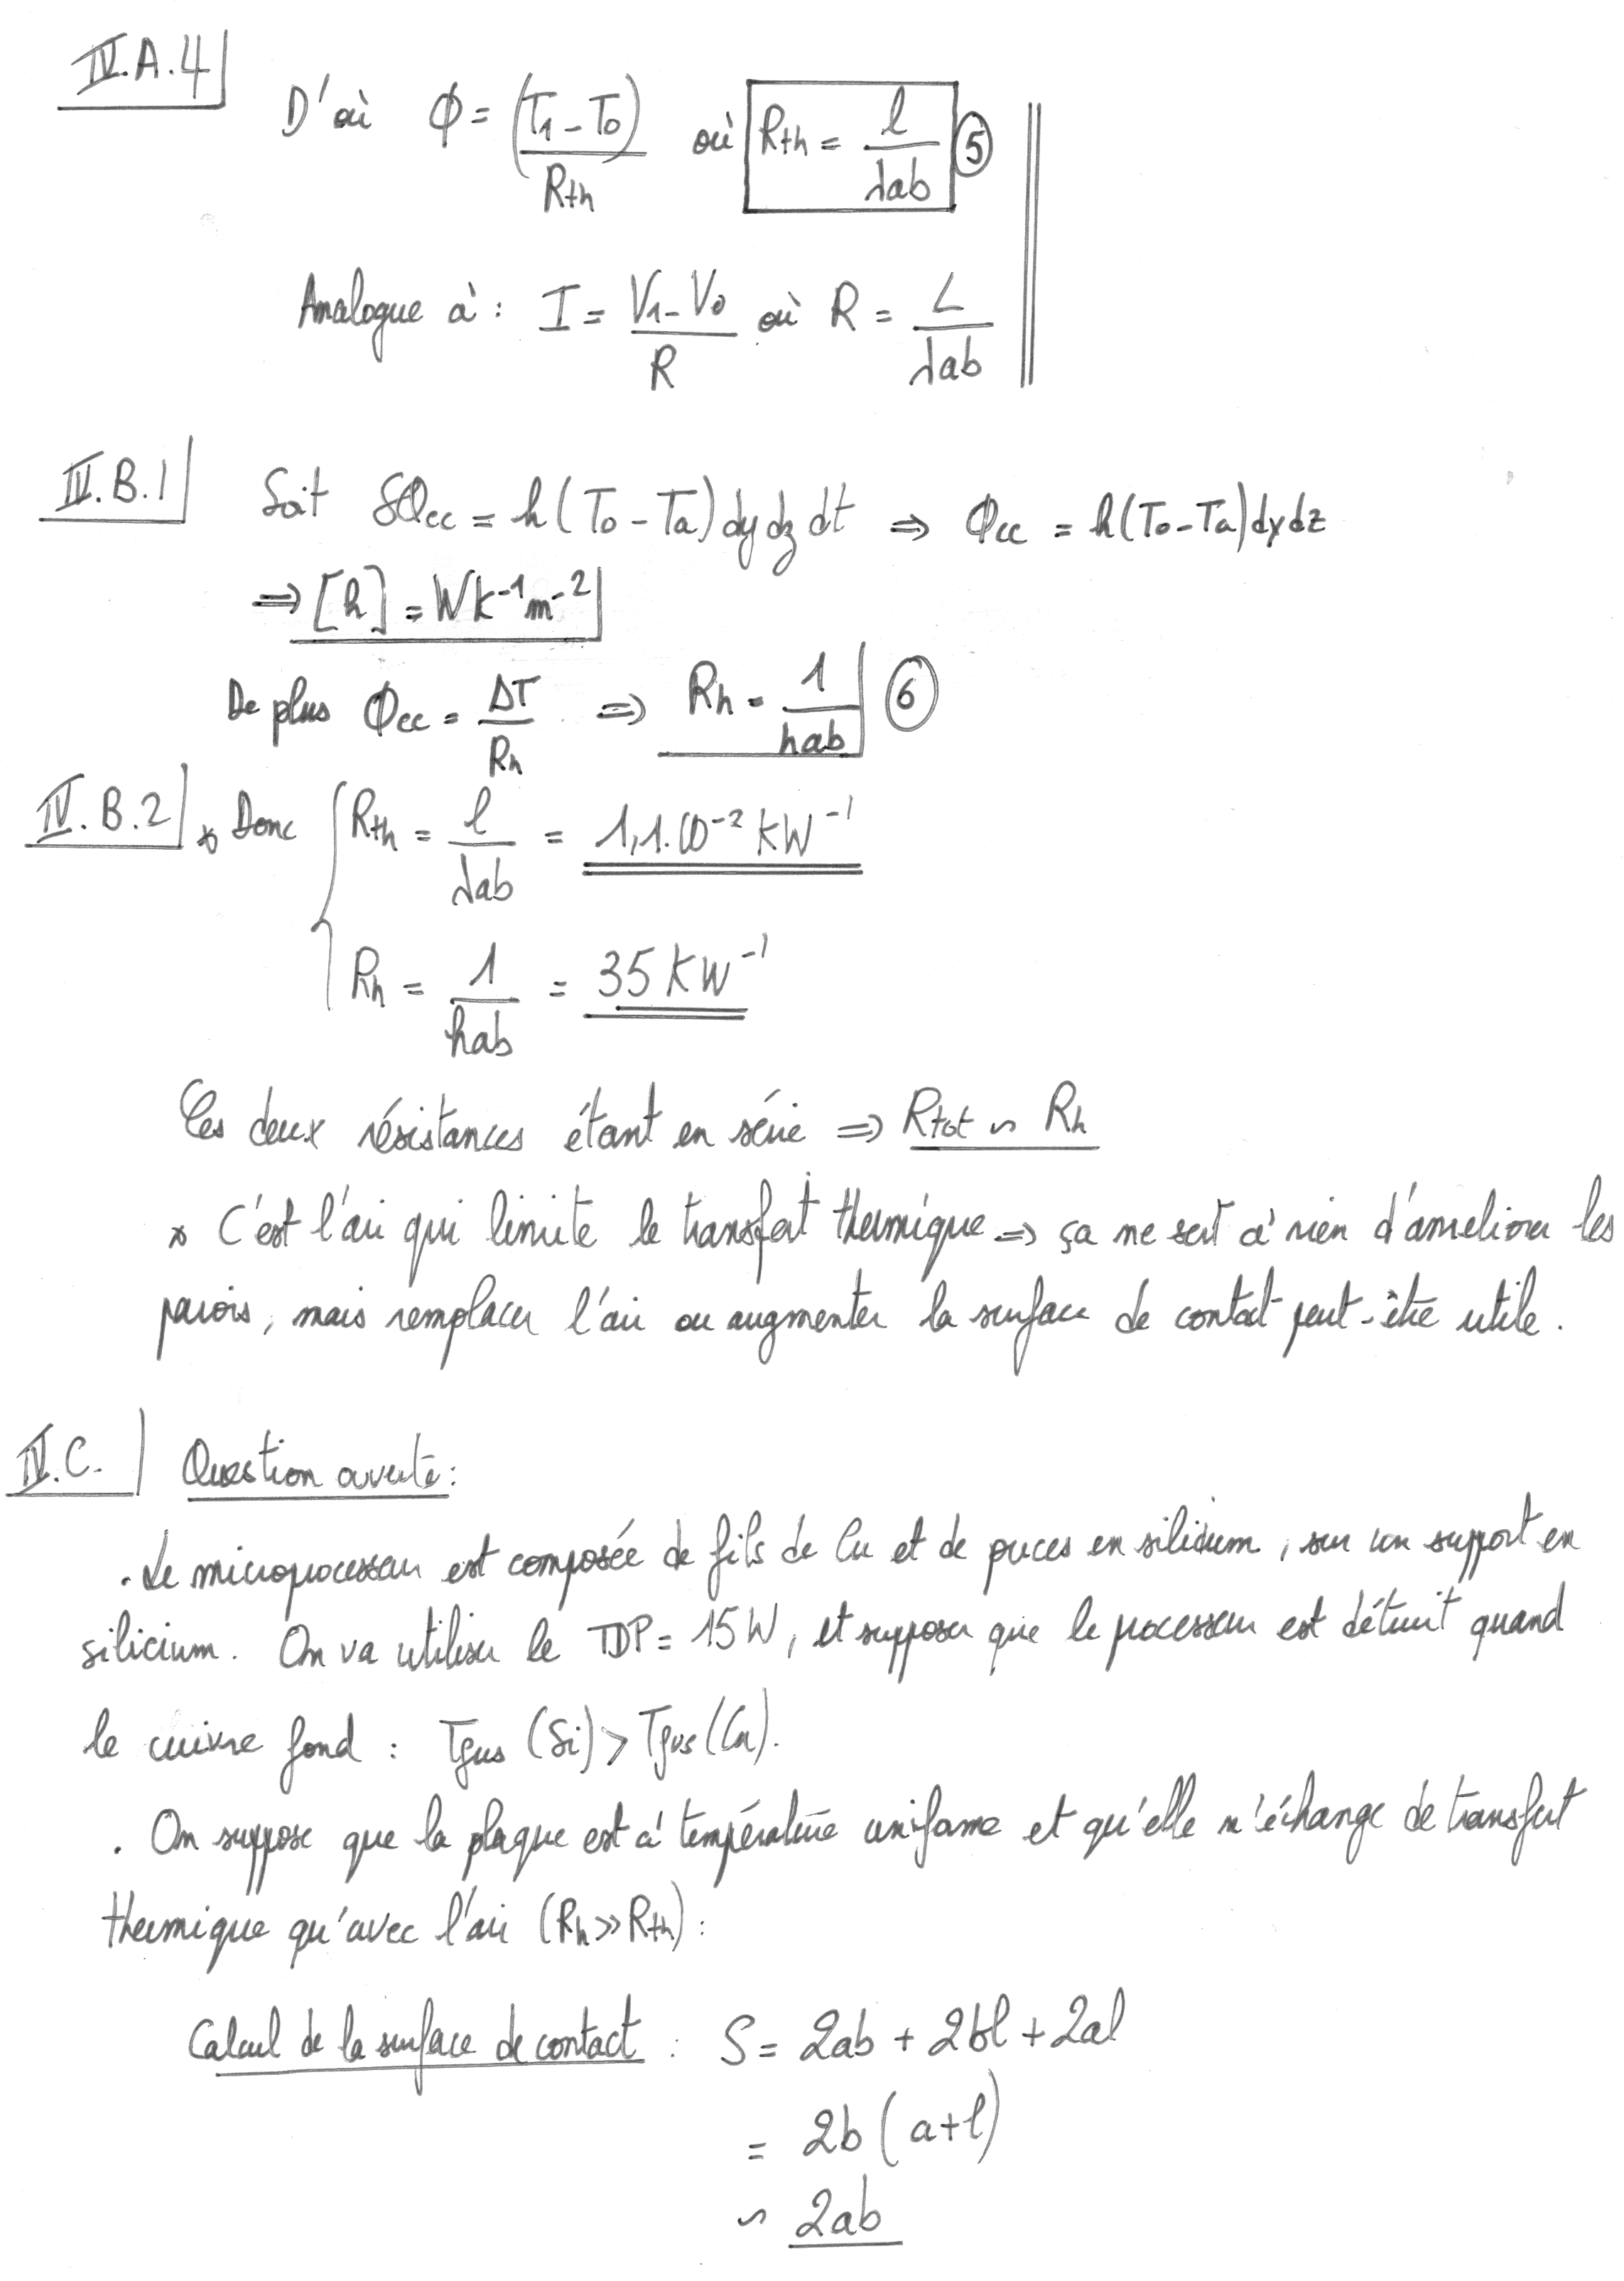 IV.A.4
D'où Φ = (T1 - T0) / Rth où Rth = l / λab (5)
Analogue à : I = V1 - V0 / R où R = L / λab
IV.B.1 Soit δQcc = h(T0 - Ta) dy dz dt ⇒ Φcc = h(T0 - Ta) dy dz
⇒ [h] = W K⁻¹ m⁻²
De plus Φcc = ΔT / Rh ⇒ Rh = 1 / hab (6)
IV.B.2 * Donc { Rth = l / λab = 1,1.10⁻² KW⁻¹
Rh = 1 / hab = 35 KW⁻¹
Ces deux résistances étant en série ⇒ Rtot ~ Rh
* C'est l'air qui limite le transfert thermique ⇒ ça ne sert à rien d'ameliorer les
parois, mais remplacer l'air ou augmenter la surface de contact peut-être utile.
IV.C. Question ouverte :
. Le microprocesseur est composée de fils de Cu et de puces en silicium, sur un support en
silicium. On va utiliser le TDP = 15 W, et supposer que le processeur est détruit quand
le cuivre fond : Tfus (Si) > Tfus (Cu).
. On suppose que la plaque est à température uniforme et qu'elle n'échange de transfert
thermique qu'avec l'air (Rh >> Rth) :
Calcul de la surface de contact : S = 2ab + 2bl + 2al
= 2b (a+l)
~ 2ab